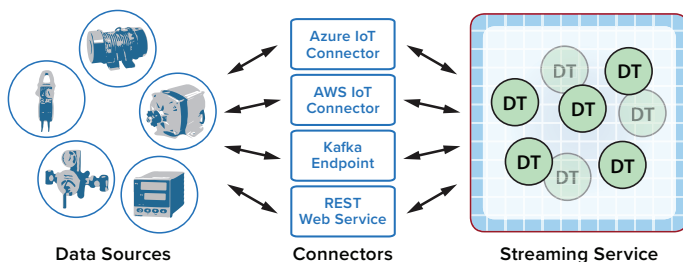 Azure IoT
Connector
AWS IoT
Connector
Kafka
Endpoint
REST
Web Service
DT
DT
DT
DT
DT
DT
DT
DT
Data Sources
Connectors
Streaming Service